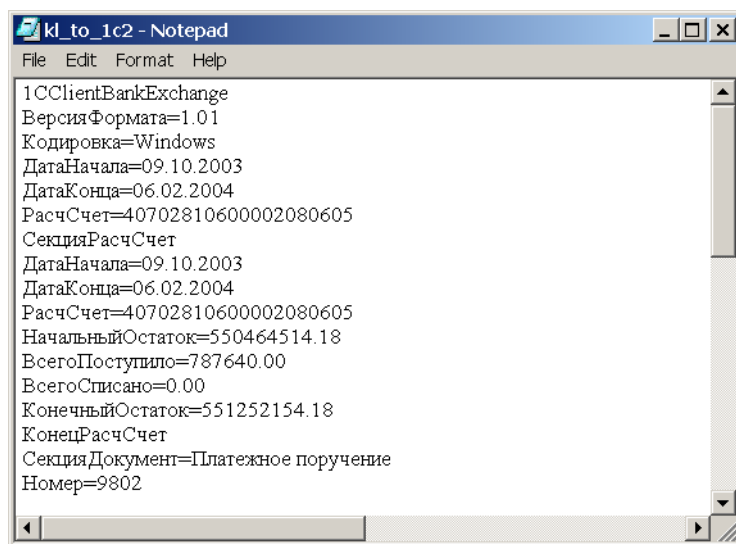 kl_to_1c2 - Notepad
File Edit Format Help
1CClientBankExchange
ВерсияФормата=1.01
Кодировка=Windows
ДатаНачала=09.10.2003
ДатаКонца=06.02.2004
РасчСчет=40702810600002080605
СекцияРасчСчет
ДатаНачала=09.10.2003
ДатаКонца=06.02.2004
РасчСчет=40702810600002080605
НачальныйОстаток=550464514.18
ВсегоПоступило=787640.00
ВсегоСписано=0.00
КонечныйОстаток=551252154.18
КонецРасчСчет
СекцияДокумент=Платежное поручение
Номер=9802